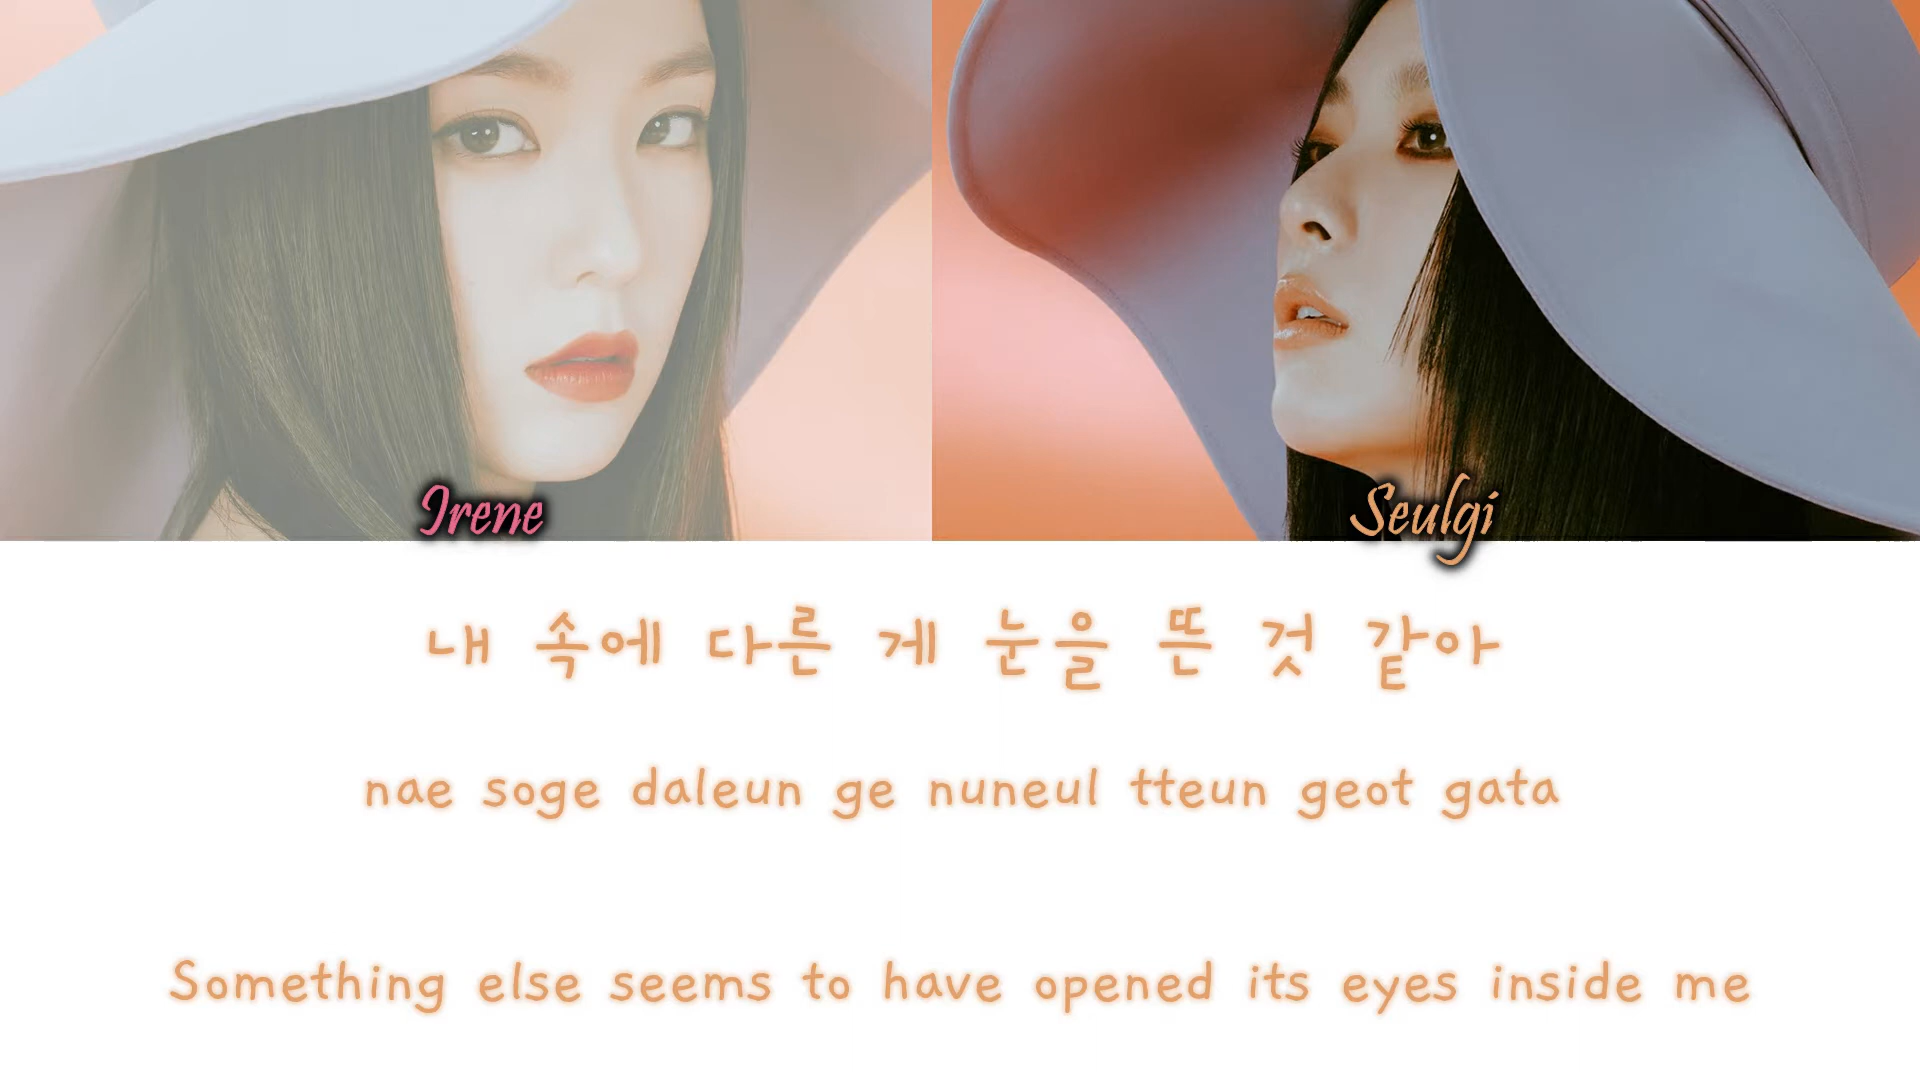 Irene
Seulgi
내 속에 다른 게 눈을 뜬 것 같아
nae soge daleun ge nuneul tteun geot gata
Something else seems to have opened its eyes inside me